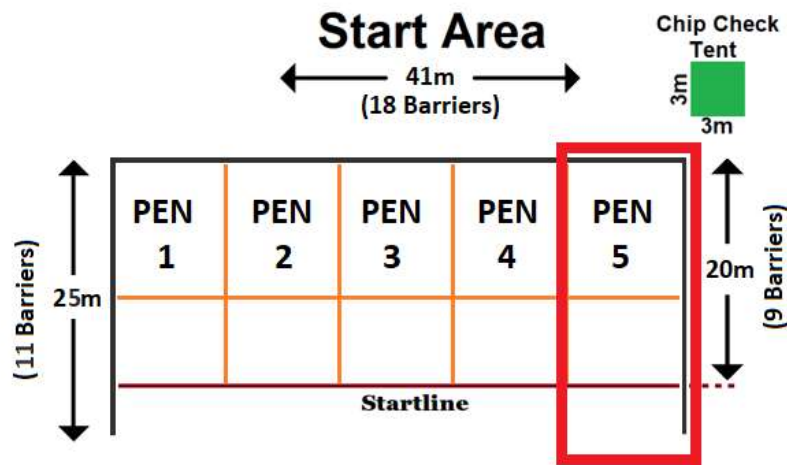 Start Area
41m
(18 Barriers)
Chip Check
Tent
3m
3m
PEN
1
PEN
2
PEN
3
PEN
4
PEN
5
25m
(11 Barriers)
20m
(9 Barriers)
Startline